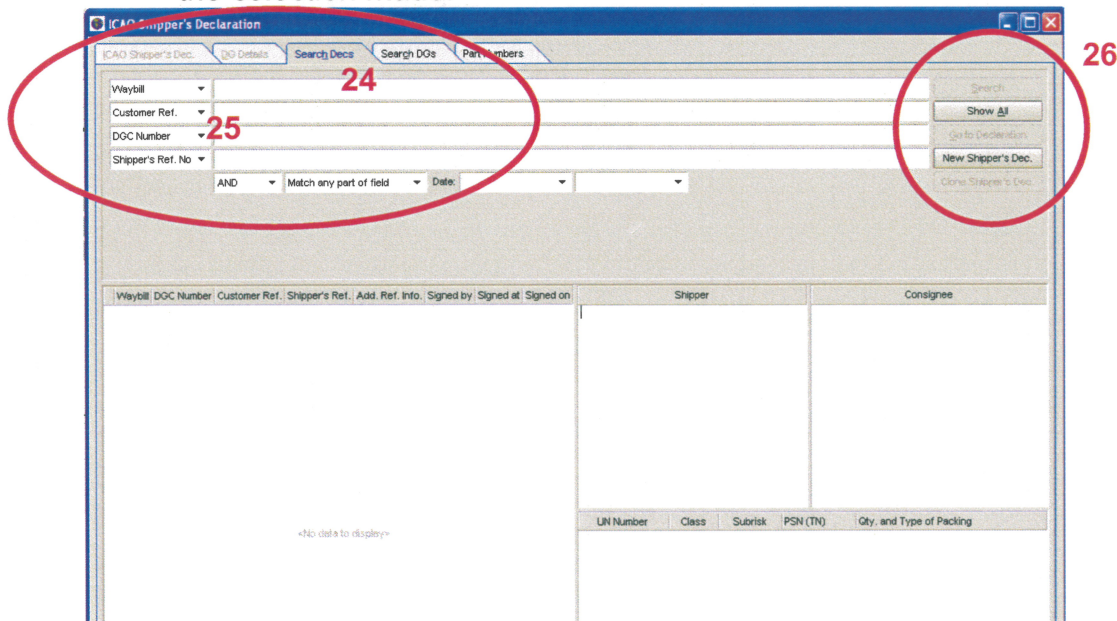 ICAO Shipper's Declaration
ICAO Shipper's Dec. DG Details Search Decs Search DGs Part Numbers
26
24
Waybill
Search
Customer Ref.
Show All
25
DGC Number
Go to Declaration
Shipper's Ref. No
New Shipper's Dec.
AND Match any part of field Date:
Clone Shipper's Dec.
Waybill DGC Number Customer Ref. Shipper's Ref. Add. Ref. Info. Signed by Signed at Signed on Shipper Consignee
UN Number Class Subrisk PSN (TN) Qty. and Type of Packing
<No data to display>